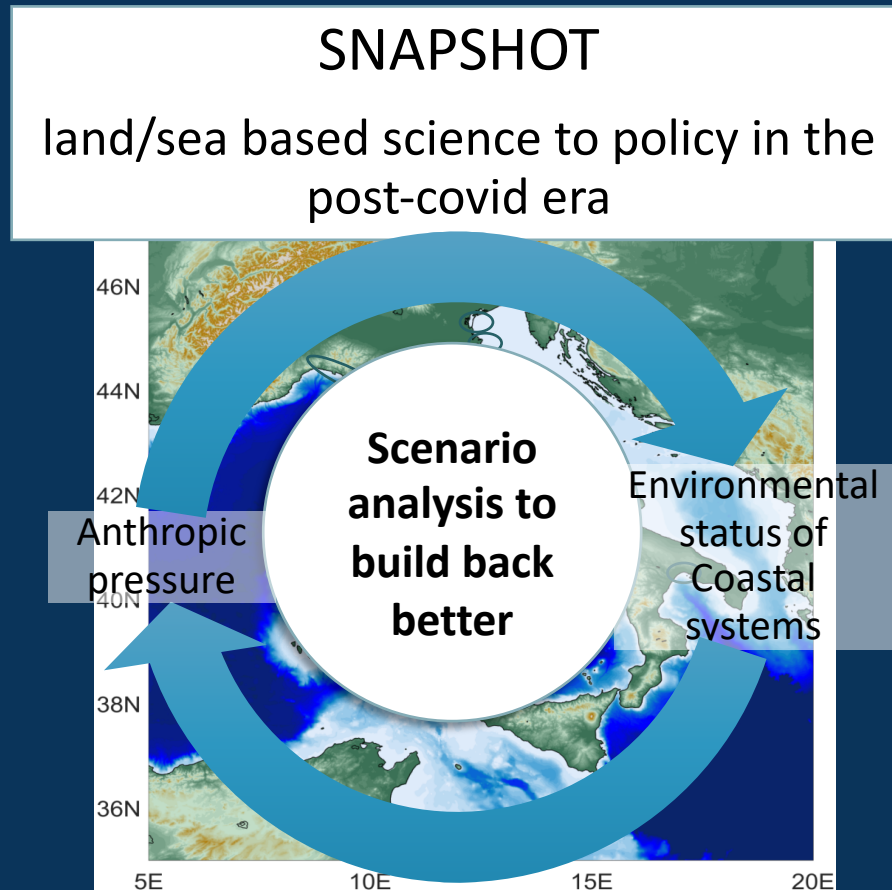 SNAPSHOT
land/sea based science to policy in the
post-covid era
46N
44N
42N
40N
38N
36N
5E
10E
15E
20E
Anthropic
pressure
Scenario
analysis to
build back
better
Environmental
status of
Coastal
systems